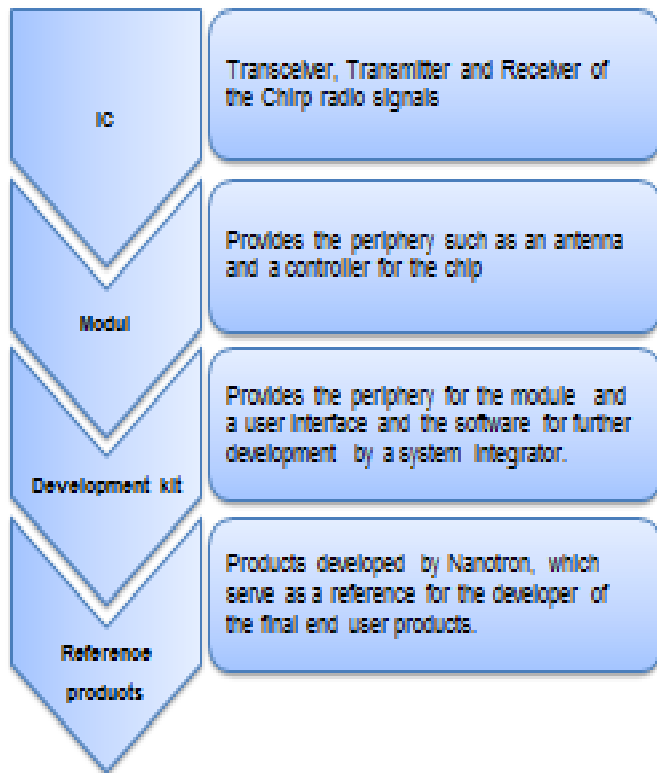 IC
Transceiver, Transmitter and Receiver of
the Chirp radio signals
Modul
Provides the periphery such as an antenna
and a controller for the chip
Development kit
Provides the periphery for the module and
a user interface and the software for further
development by a system integrator.
Reference
products
Products developed by Nanotron, which
serve as a reference for the developer of
the final end user products.